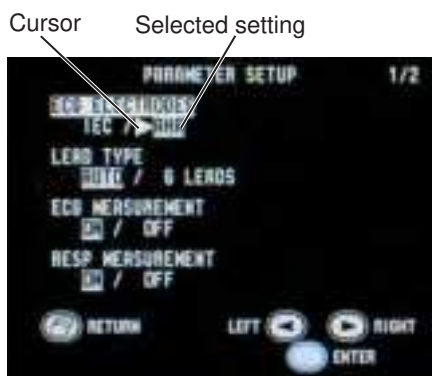 Cursor Selected setting
PARAMETER SETUP 1/2
ECG ELECTRODES
IEC / AHA
LEAD TYPE
AUTO / 6 LEADS
ECG MEASUREMENT
ON / OFF
RESP MEASUREMENT
ON / OFF
RETURN LEFT RIGHT
ENTER